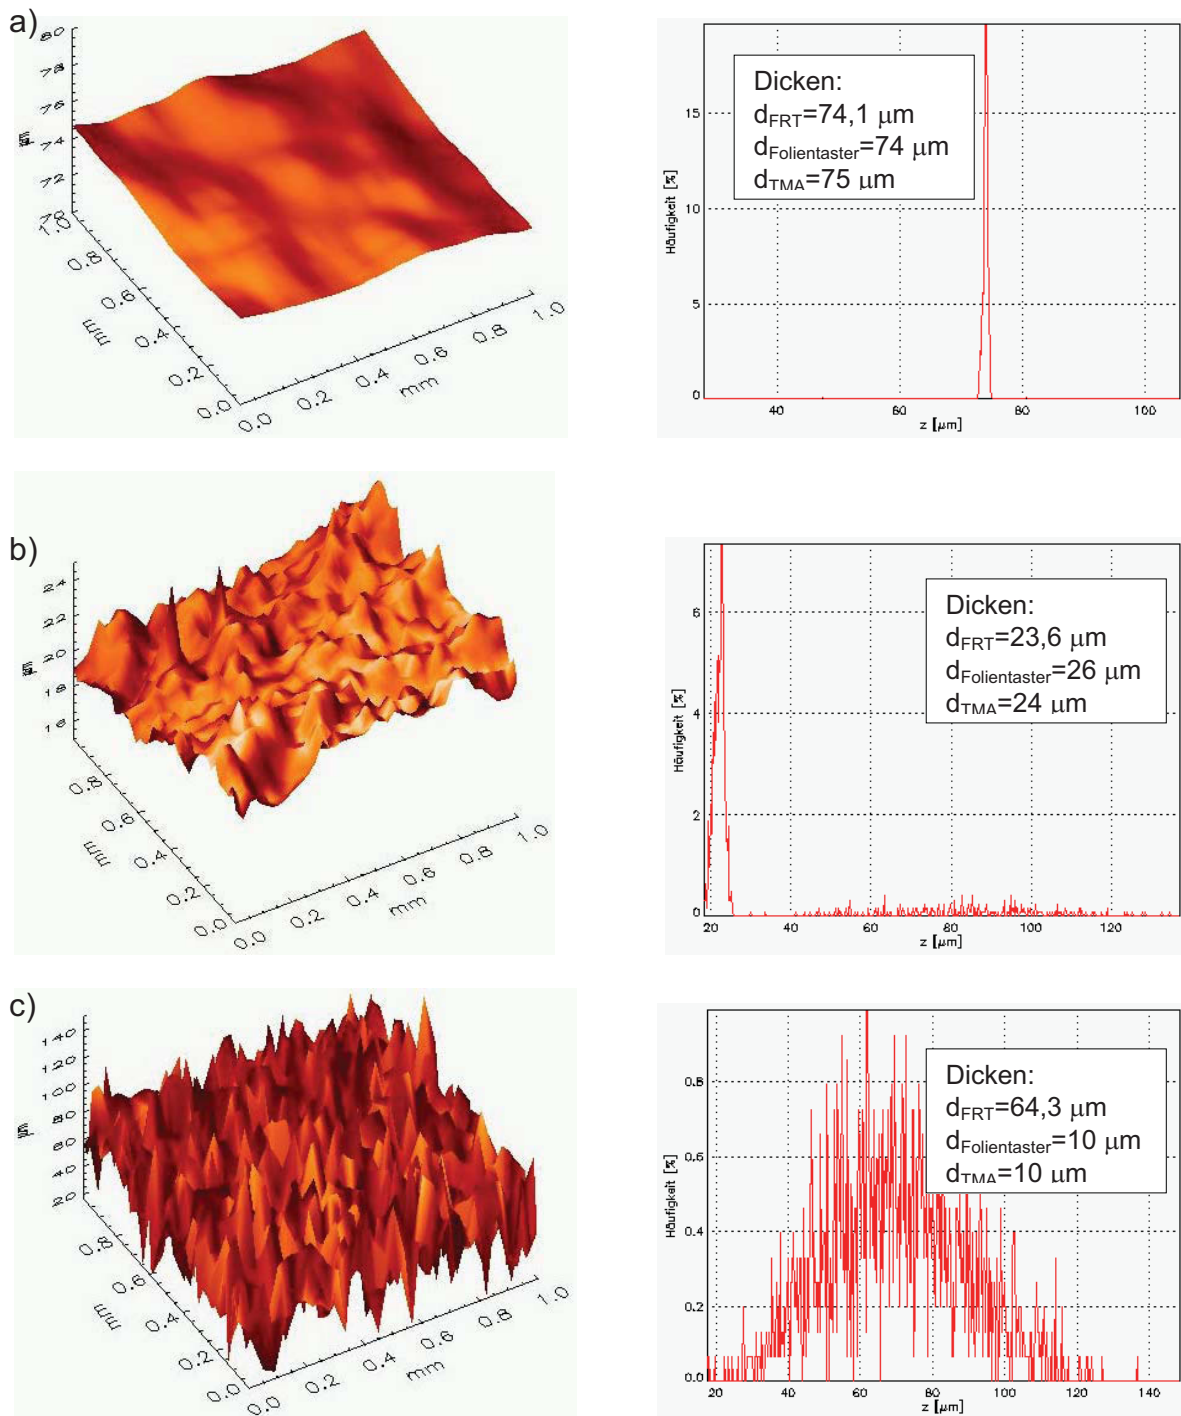 a)
80
78
76
74
72
70
μm
1.0
0.8
0.6
0.4
0.2
0.0
mm
0.0
0.2
0.4
0.6
0.8
1.0
mm
Dicken:
dFRT=74,1 μm
dFolientaster=74 μm
dTMA=75 μm
Häufigkeit [%]
15
10
5
0
40
60
80
100
z [μm]
b)
24
22
20
18
16
μm
0.8
0.6
0.4
0.2
0.0
mm
0.0
0.2
0.4
0.6
0.8
1.0
mm
Dicken:
dFRT=23,6 μm
dFolientaster=26 μm
dTMA=24 μm
Häufigkeit [%]
6
4
2
0
20
40
60
80
100
120
z [μm]
c)
140
120
100
80
60
40
20
μm
0.8
0.6
0.4
0.2
0.0
mm
0.0
0.2
0.4
0.6
0.8
1.0
mm
Dicken:
dFRT=64,3 μm
dFolientaster=10 μm
dTMA=10 μm
Häufigkeit [%]
0.8
0.6
0.4
0.2
0.0
20
40
60
80
100
120
140
z [μm]